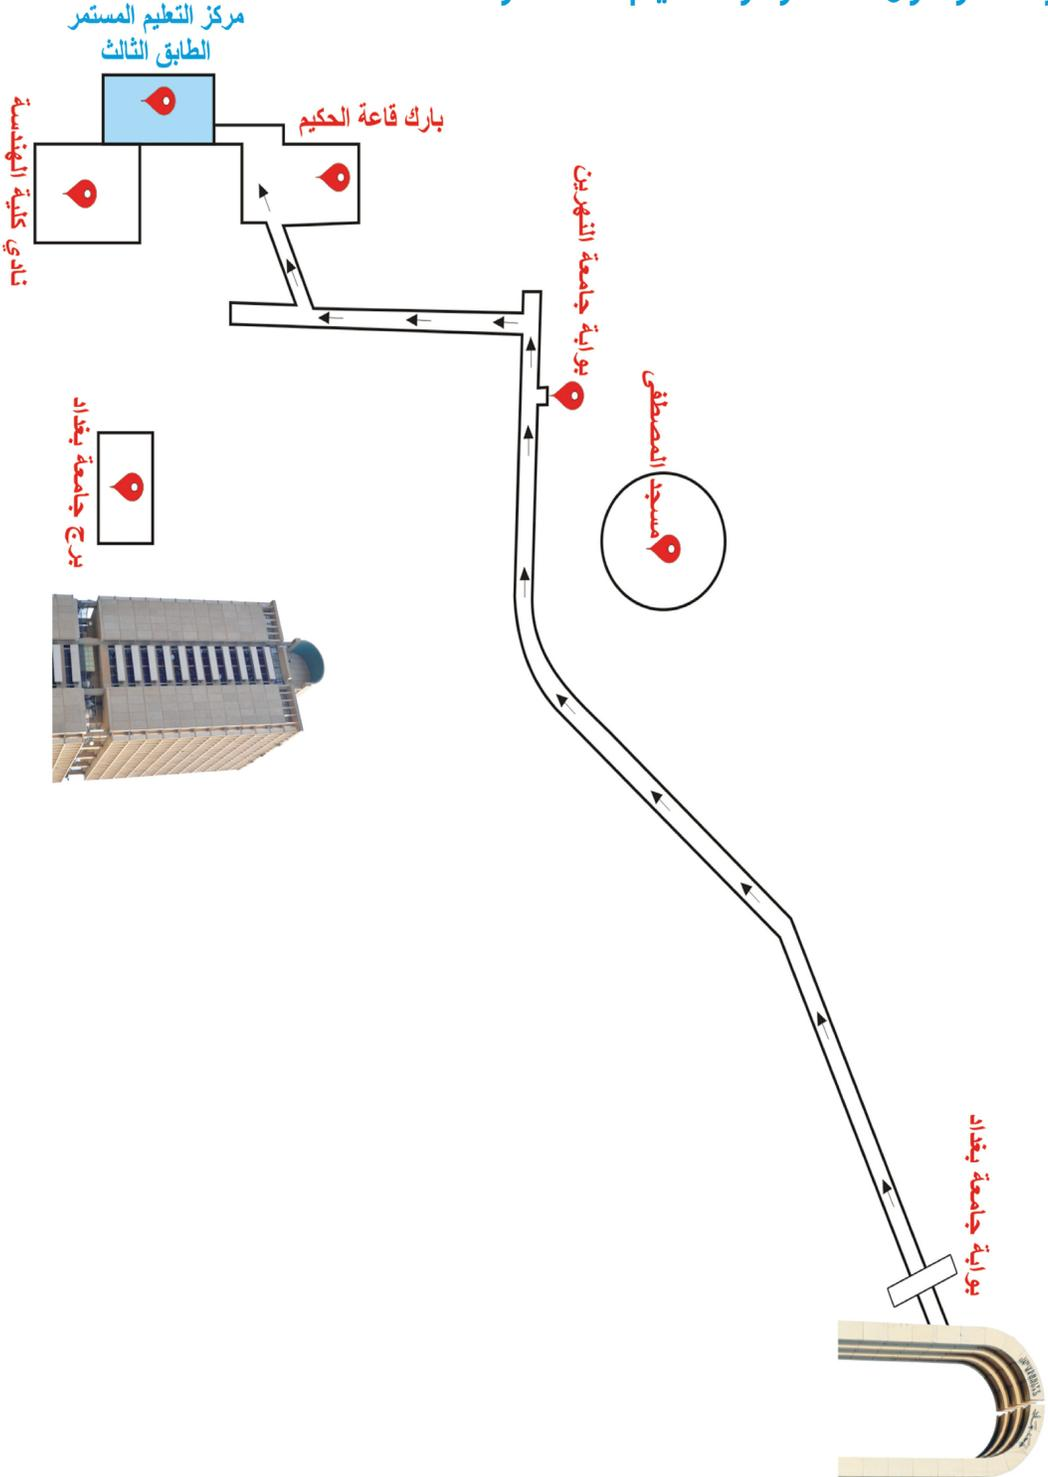 مركز التعليم المستمر
الطابق الثالث
بارك قاعة الحكيم
نادي كلية الهندسة
بوابة جامعة النهرين
مسجد المصطفى
برج جامعة بغداد
بوابة جامعة بغداد